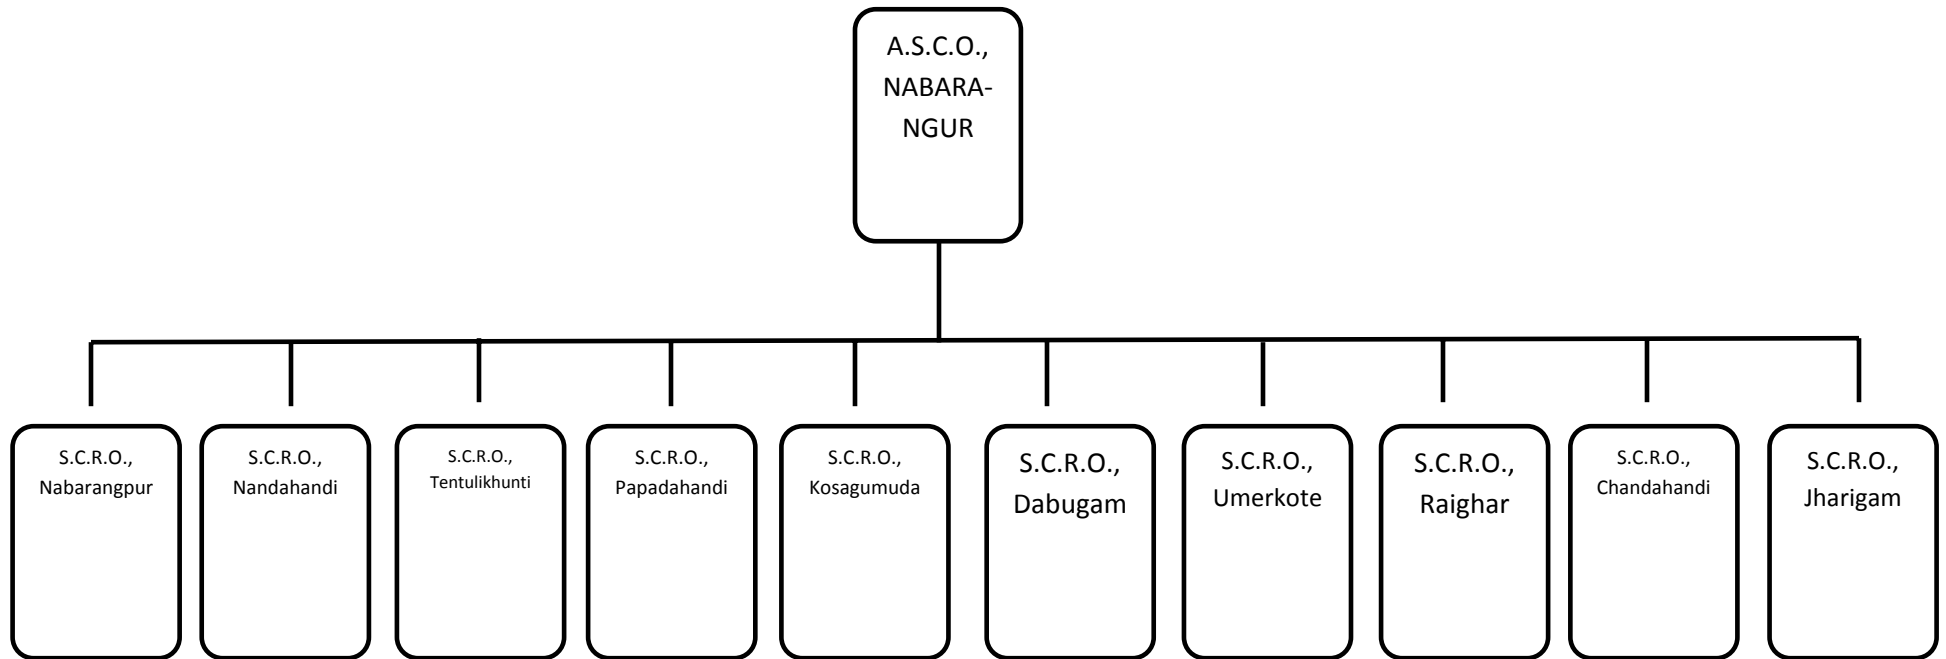 A.S.C.O.,
NABARA-
NGUR
S.C.R.O.,
Nabarangpur
S.C.R.O.,
Nandahandi
S.C.R.O.,
Tentulikhunti
S.C.R.O.,
Papadahandi
S.C.R.O.,
Kosagumuda
S.C.R.O.,
Dabugam
S.C.R.O.,
Umerkote
S.C.R.O.,
Raighar
S.C.R.O.,
Chandahandi
S.C.R.O.,
Jharigam